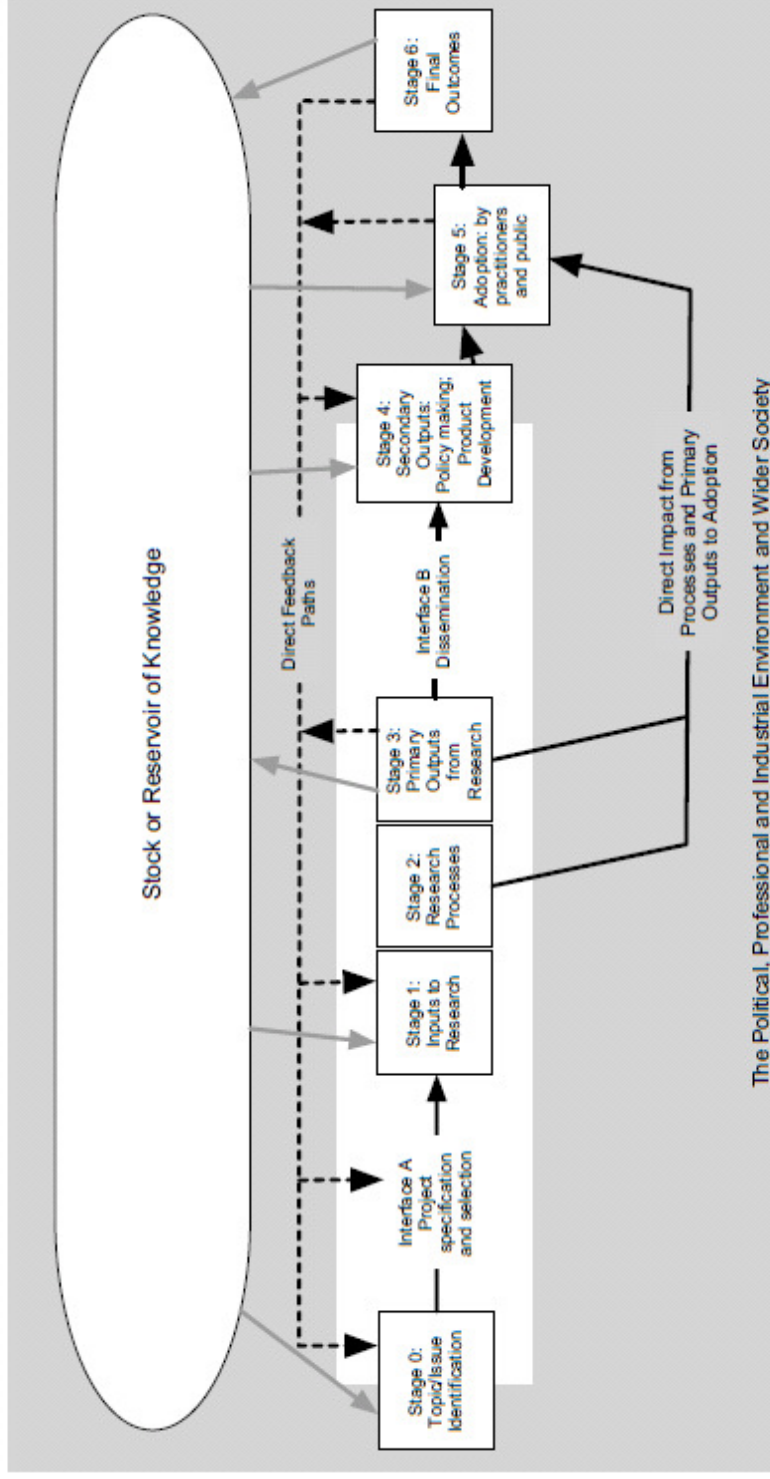 Stock or Reservoir of Knowledge
Direct Feedback
Paths
Stage 0:
Topic/Issue
Identification
Interface A
Project
specification
and selection
Stage 1:
Inputs to
Research
Stage 2:
Research
Processes
Stage 3:
Primary
Outputs
from
Research
Interface B
Dissemination
Stage 4:
Secondary
Outputs:
Policy making;
Product
Development
Stage 5:
Adoption: by
practitioners
and public
Stage 6:
Final
Outcomes
Direct Impact from
Processes and Primary
Outputs to Adoption
The Political, Professional and Industrial Environment and Wider Society